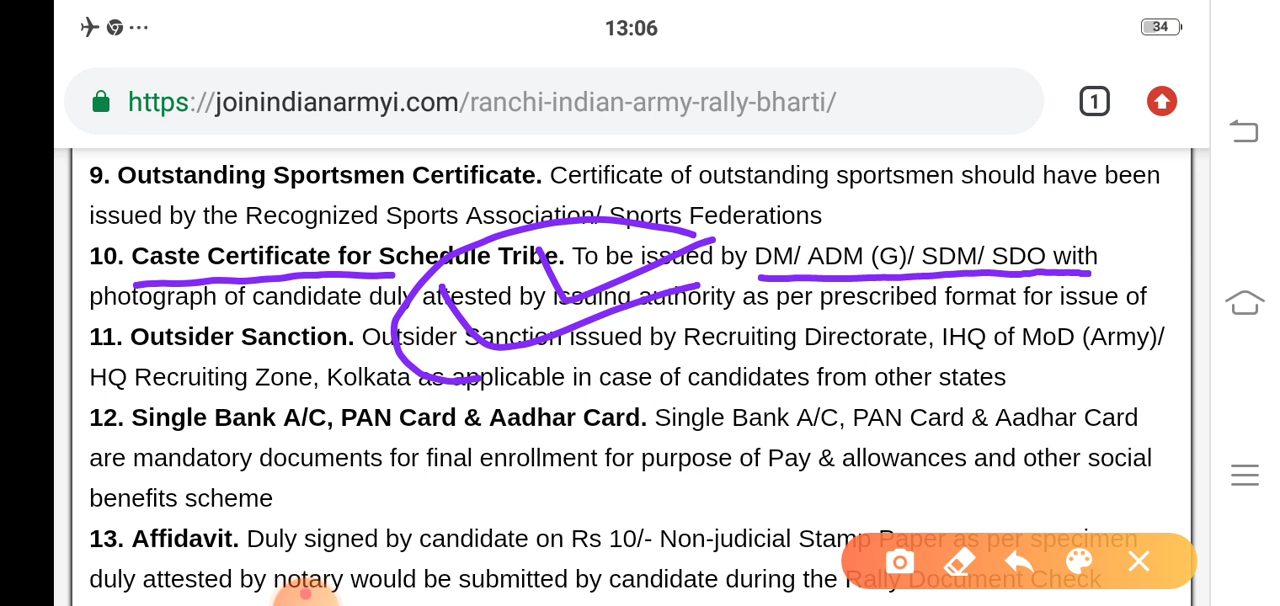 13:06
34
https://joinindianarmyi.com/ranchi-indian-army-rally-bharti/
1
9. Outstanding Sportsmen Certificate. Certificate of outstanding sportsmen should have been
issued by the Recognized Sports Association/ Sports Federations
10. Caste Certificate for Schedule Tribe. To be issued by DM/ ADM (G)/ SDM/ SDO with
photograph of candidate duly attested by issuing authority as per prescribed format for issue of
11. Outsider Sanction. Outsider Sanction issued by Recruiting Directorate, IHQ of MoD (Army)/
HQ Recruiting Zone, Kolkata as applicable in case of candidates from other states
12. Single Bank A/C, PAN Card & Aadhar Card. Single Bank A/C, PAN Card & Aadhar Card
are mandatory documents for final enrollment for purpose of Pay & allowances and other social
benefits scheme
13. Affidavit. Duly signed by candidate on Rs 10/- Non-judicial Stamp Paper as per specimen
duly attested by notary would be submitted by candidate during the Rally Document Check